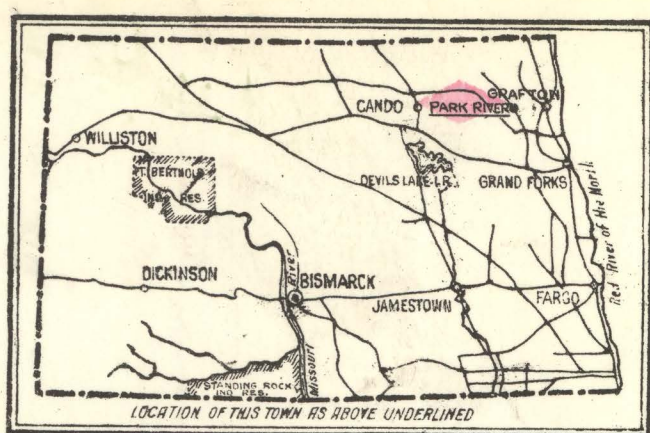 GRAFTON
CANDO
PARK RIVER
WILLISTON
FT. BERTHOLD
IND. RES.
DEVILS LAKE I.R.
GRAND FORKS
Red River of the North
DICKINSON
River
BISMARCK
JAMESTOWN
FARGO
STANDING ROCK
IND RES.
Missouri
LOCATION OF THIS TOWN AS ABOVE UNDERLINED